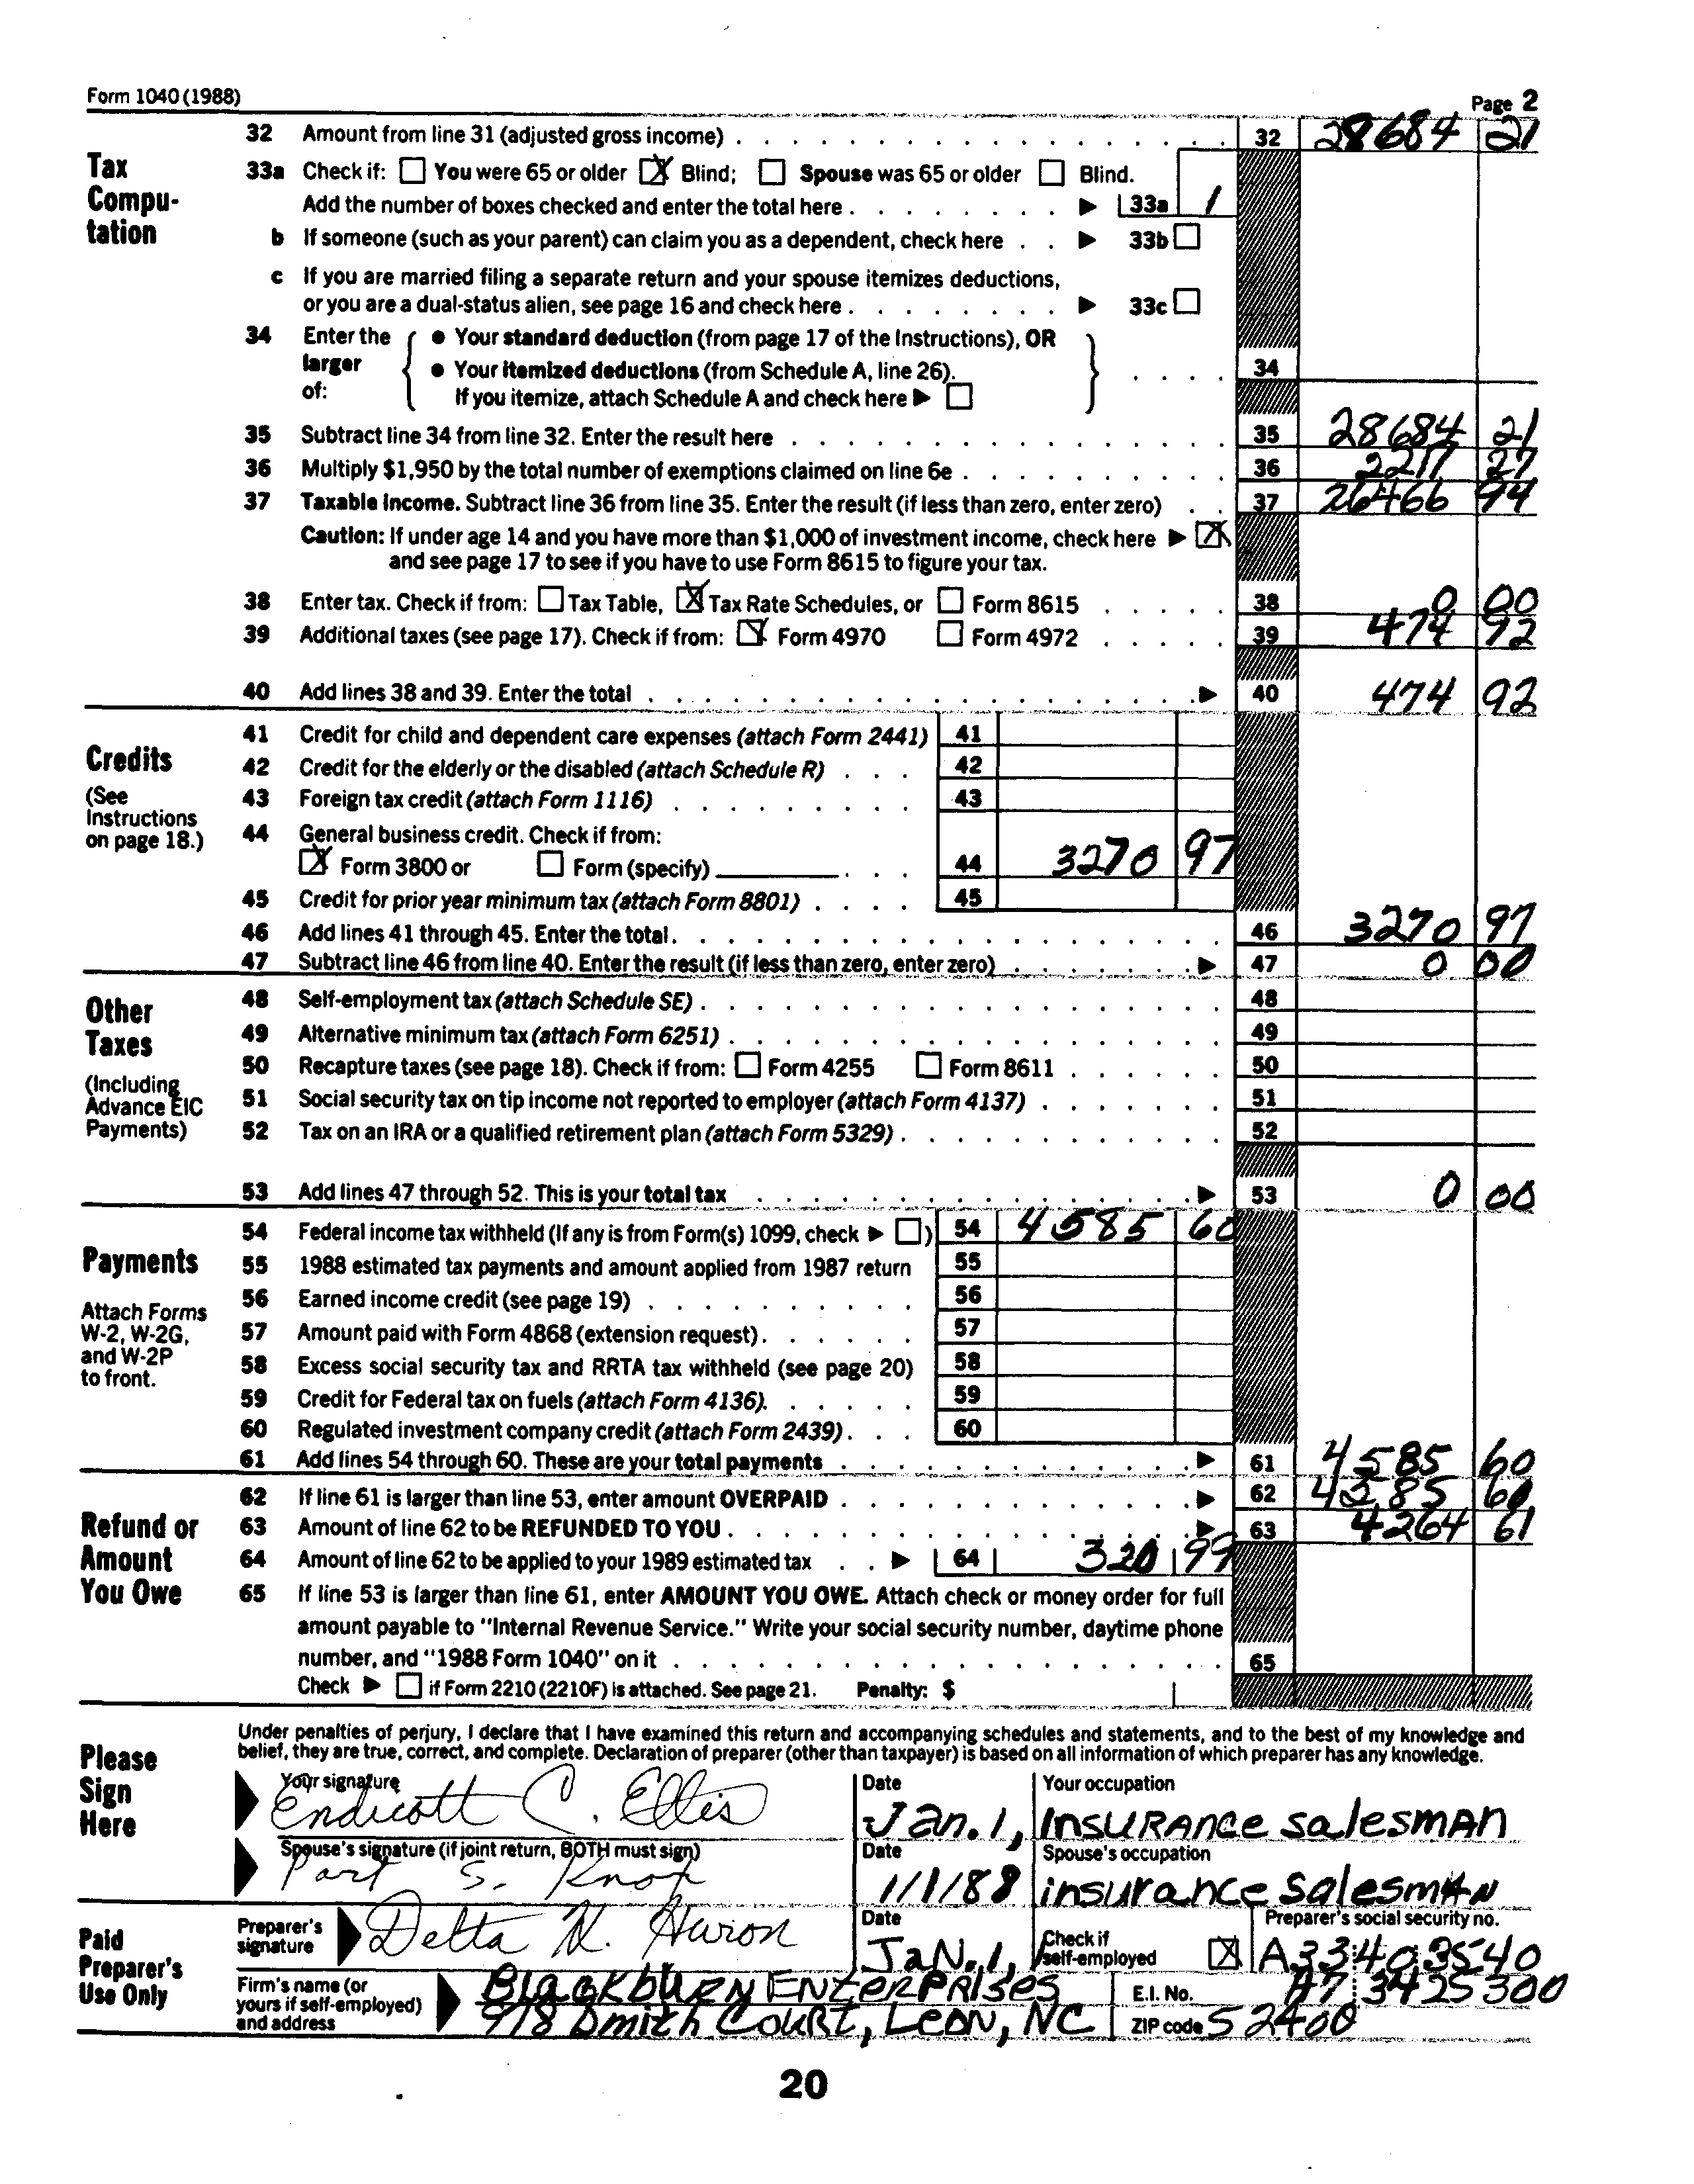 Form 1040 (1988) Page 2
Tax Computation
32 Amount from line 31 (adjusted gross income) 32 28684 21
33a Check if: ☐ You were 65 or older ☒ Blind; ☐ Spouse was 65 or older ☐ Blind.
Add the number of boxes checked and enter the total here ▶ 33a 1
b If someone (such as your parent) can claim you as a dependent, check here ▶ 33b ☐
c If you are married filing a separate return and your spouse itemizes deductions,
or you are a dual-status alien, see page 16 and check here ▶ 33c ☐
34 Enter the larger of: { ● Your standard deduction (from page 17 of the Instructions), OR
● Your itemized deductions (from Schedule A, line 26).
If you itemize, attach Schedule A and check here ▶ ☐ } 34
35 Subtract line 34 from line 32. Enter the result here 35 28684 21
36 Multiply $1,950 by the total number of exemptions claimed on line 6e 36 2217 27
37 Taxable income. Subtract line 36 from line 35. Enter the result (if less than zero, enter zero) 37 26466 94
Caution: If under age 14 and you have more than $1,000 of investment income, check here ▶ ☒
and see page 17 to see if you have to use Form 8615 to figure your tax.
38 Enter tax. Check if from: ☐ Tax Table, ☒ Tax Rate Schedules, or ☐ Form 8615 38 0 00
39 Additional taxes (see page 17). Check if from: ☒ Form 4970 ☐ Form 4972 39 474 92
40 Add lines 38 and 39. Enter the total ▶ 40 474 92
Credits
(See Instructions on page 18.)
41 Credit for child and dependent care expenses (attach Form 2441) 41
42 Credit for the elderly or the disabled (attach Schedule R) 42
43 Foreign tax credit (attach Form 1116) 43
44 General business credit. Check if from:
☒ Form 3800 or ☐ Form (specify) 44 3270 97
45 Credit for prior year minimum tax (attach Form 8801) 45
46 Add lines 41 through 45. Enter the total 46 3270 97
47 Subtract line 46 from line 40. Enter the result (if less than zero, enter zero) ▶ 47 0 00
Other Taxes
(Including Advance EIC Payments)
48 Self-employment tax (attach Schedule SE) 48
49 Alternative minimum tax (attach Form 6251) 49
50 Recapture taxes (see page 18). Check if from: ☐ Form 4255 ☐ Form 8611 50
51 Social security tax on tip income not reported to employer (attach Form 4137) 51
52 Tax on an IRA or a qualified retirement plan (attach Form 5329) 52
53 Add lines 47 through 52. This is your total tax ▶ 53 0 00
Payments
Attach Forms W-2, W-2G, and W-2P to front.
54 Federal income tax withheld (If any is from Form(s) 1099, check ▶ ☐ ) 54 4585 60
55 1988 estimated tax payments and amount applied from 1987 return 55
56 Earned income credit (see page 19) 56
57 Amount paid with Form 4868 (extension request) 57
58 Excess social security tax and RRTA tax withheld (see page 20) 58
59 Credit for Federal tax on fuels (attach Form 4136) 59
60 Regulated investment company credit (attach Form 2439) 60
61 Add lines 54 through 60. These are your total payments ▶ 61 4585 60
Refund or Amount You Owe
62 If line 61 is larger than line 53, enter amount OVERPAID ▶ 62 4585 60
63 Amount of line 62 to be REFUNDED TO YOU ▶ 63 4264 61
64 Amount of line 62 to be applied to your 1989 estimated tax ▶ 64 320 99
65 If line 53 is larger than line 61, enter AMOUNT YOU OWE. Attach check or money order for full
amount payable to "Internal Revenue Service." Write your social security number, daytime phone
number, and "1988 Form 1040" on it 65
Check ▶ ☐ if Form 2210 (2210F) is attached. See page 21. Penalty: $
Please Sign Here
Under penalties of perjury, I declare that I have examined this return and accompanying schedules and statements, and to the best of my knowledge and
belief, they are true, correct, and complete. Declaration of preparer (other than taxpayer) is based on all information of which preparer has any knowledge.
Your signature Date Your occupation
Endicott C. Ellis Jan. 1, INSURANCE SALESMAN
Spouse's signature (if joint return, BOTH must sign) Date Spouse's occupation
Part S. Knox 1/1/88 insurance salesman
Paid Preparer's Use Only
Preparer's signature Delta N. Huron Date JaN. 1, Check if self-employed ☒ Preparer's social security no. A33403540
Firm's name (or yours if self-employed) and address BlackburN ENterPRises E.I. No. A7 3425300
918 Dmith Court, Leon, NC ZIP code 52400
20